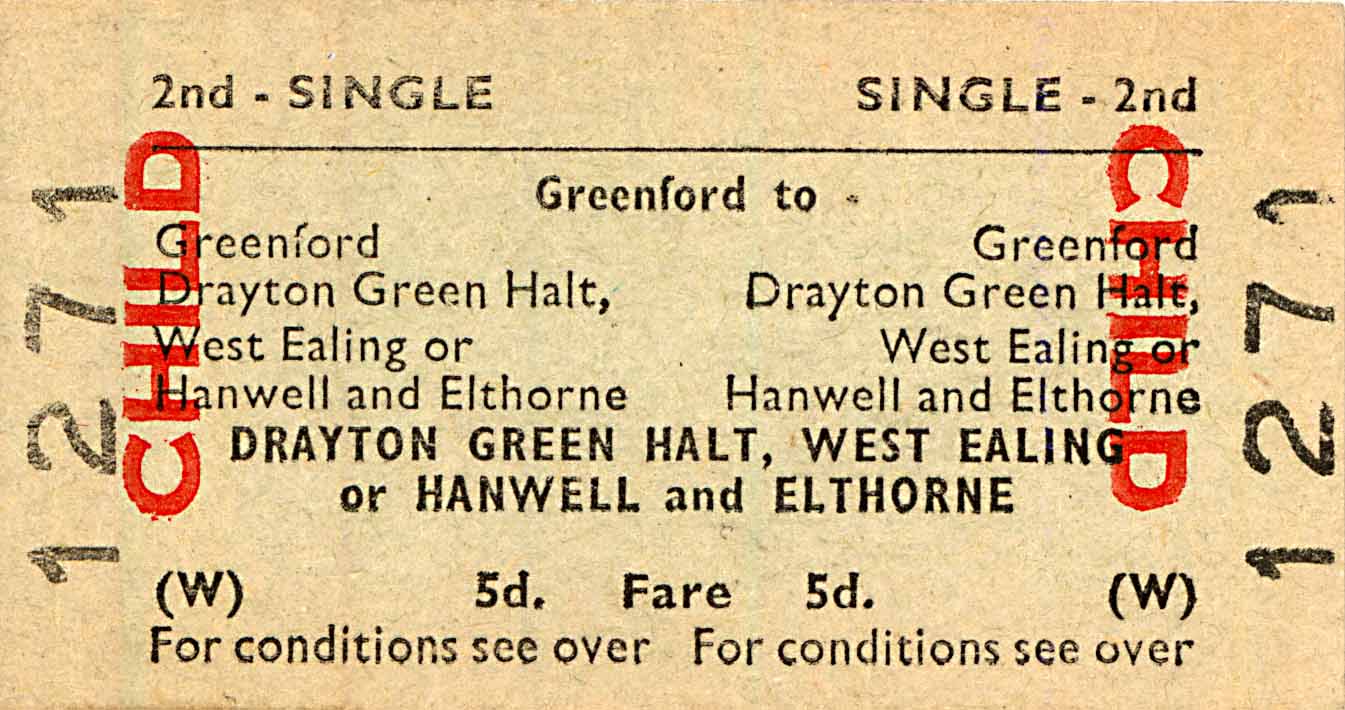 2nd - SINGLE SINGLE - 2nd
Greenford to
Greenford Greenford
Drayton Green Halt, Drayton Green Halt,
West Ealing or West Ealing or
Hanwell and Elthorne Hanwell and Elthorne
DRAYTON GREEN HALT, WEST EALING
or HANWELL and ELTHORNE
(W) 5d. Fare 5d. (W)
For conditions see over For conditions see over
CHILD
CHILD
1271
1271